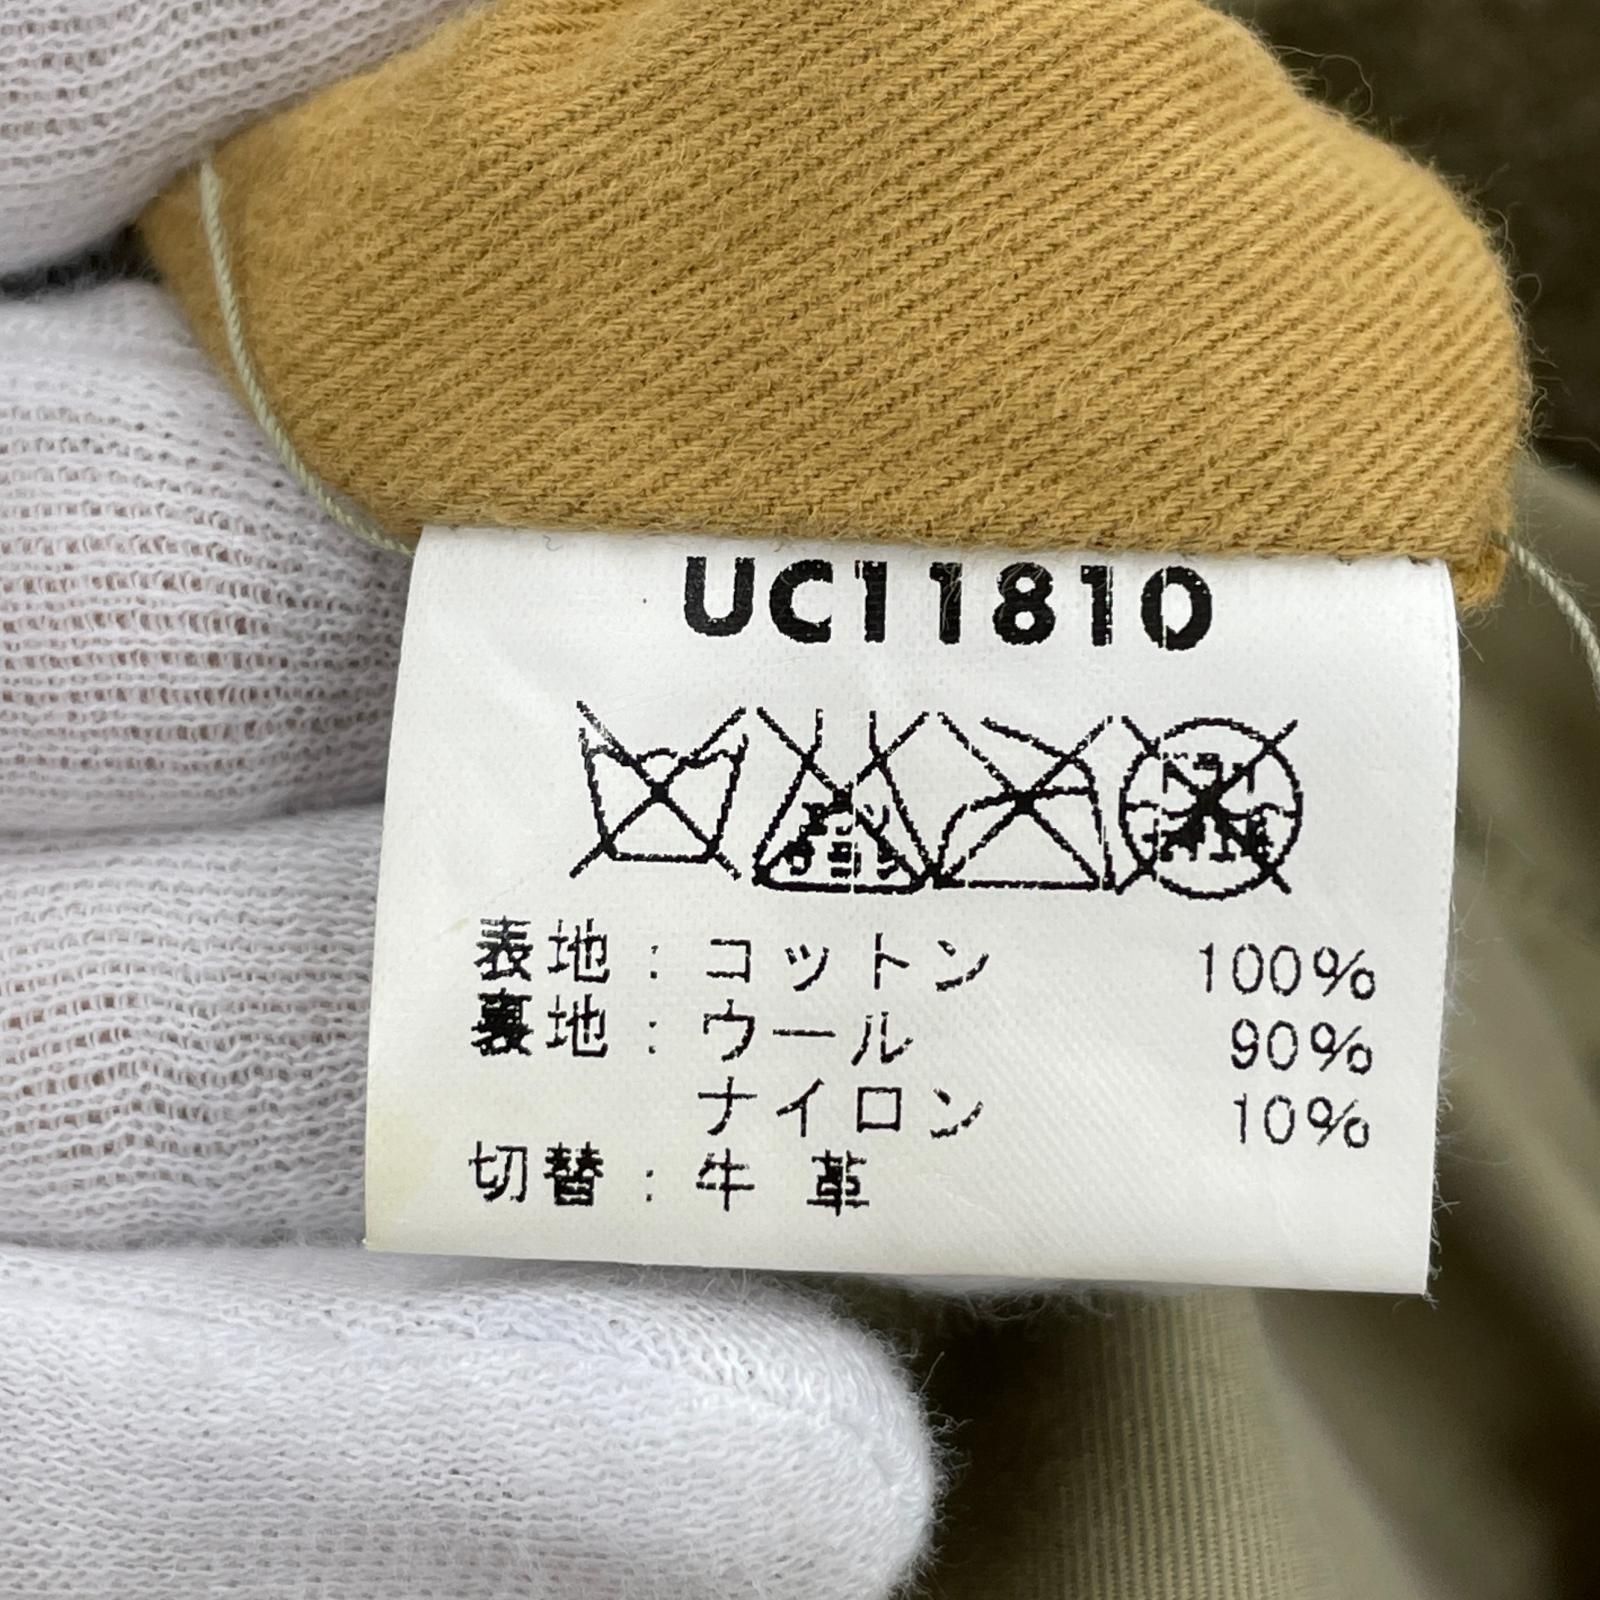 UC11810
表地：コットン 100%
裏地：ウール 90%
ナイロン 10%
切替：牛 革